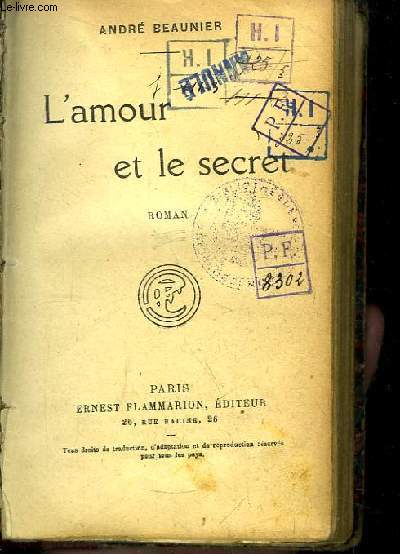 ANDRÉ BEAUNIER
H. I
H. I
ANNULÉ
H. I
P. F.
L'amour
et le secret
ROMAN
P. F.
8302
PARIS
ERNEST FLAMMARION, ÉDITEUR
26, RUE RACINE, 26
Tous droits de traduction, d'adaptation et de reproduction réservés
pour tous les pays.